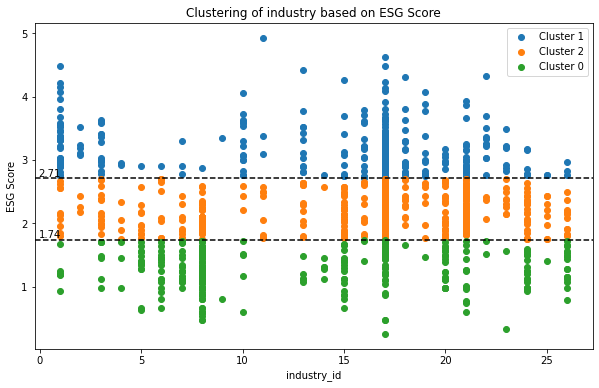 Clustering of industry based on ESG Score
5
Cluster 1
Cluster 2
Cluster 0
4
3
2.71
ESG Score
2
1.74
1
0
5
10
15
20
25
industry_id